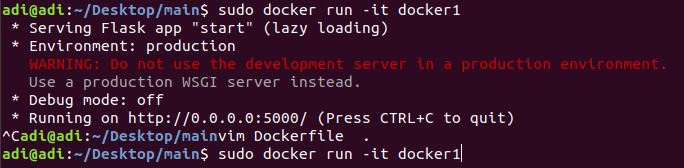 adi@adi:~/Desktop/main$ sudo docker run -it docker1
* Serving Flask app "start" (lazy loading)
* Environment: production
WARNING: Do not use the development server in a production environment.
Use a production WSGI server instead.
* Debug mode: off
* Running on http://0.0.0.0:5000/ (Press CTRL+C to quit)
^Cadi@adi:~/Desktop/mainvim Dockerfile  .
adi@adi:~/Desktop/main$ sudo docker run -it docker1